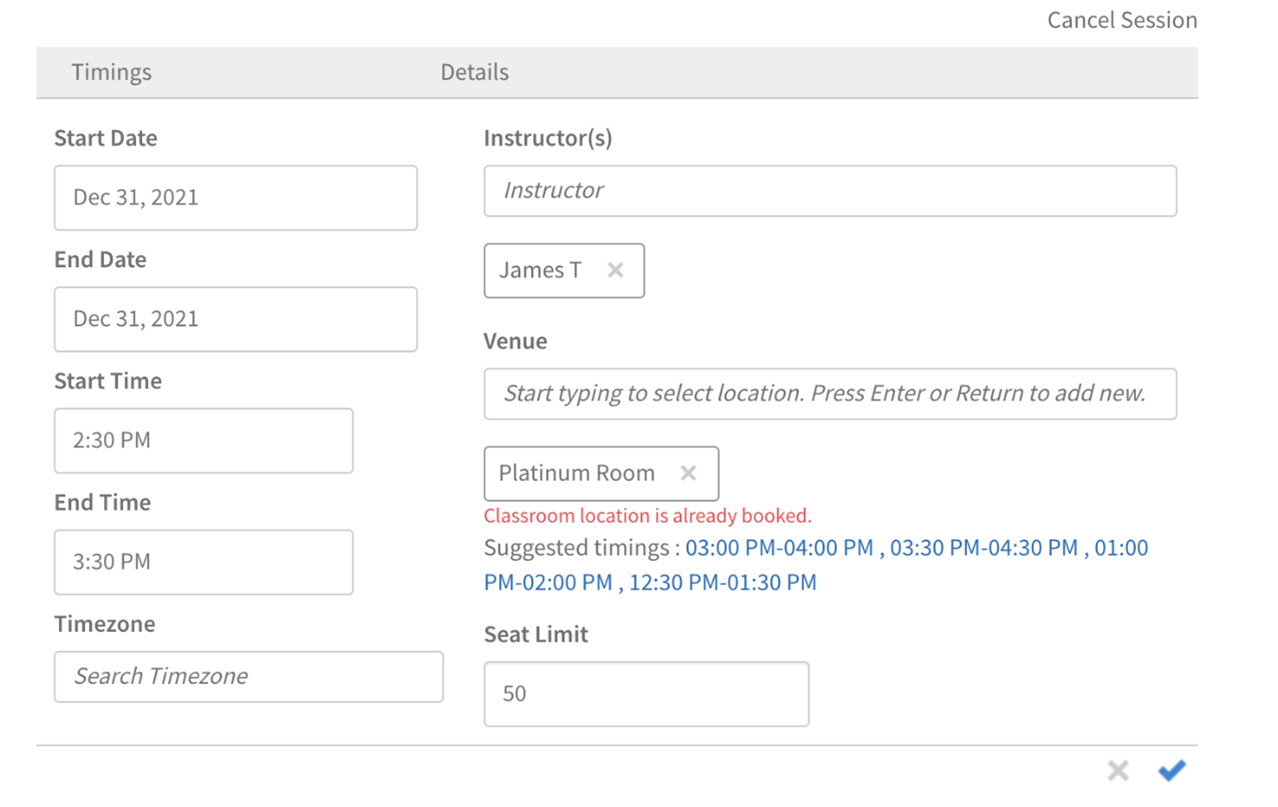 Cancel Session
Timings
Details
Start Date
Dec 31, 2021
End Date
Dec 31, 2021
Start Time
2:30 PM
End Time
3:30 PM
Timezone
Search Timezone
Instructor(s)
Instructor
James T
Venue
Start typing to select location. Press Enter or Return to add new.
Platinum Room
Classroom location is already booked.
Suggested timings : 03:00 PM-04:00 PM , 03:30 PM-04:30 PM , 01:00
PM-02:00 PM , 12:30 PM-01:30 PM
Seat Limit
50